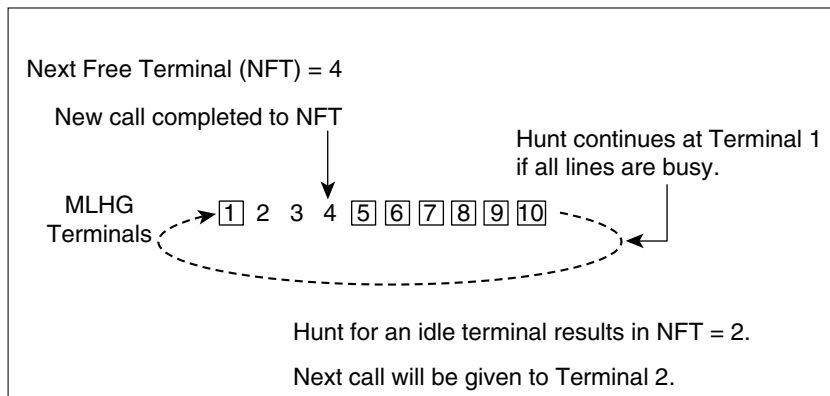 Next Free Terminal (NFT) = 4
New call completed to NFT
Hunt continues at Terminal 1
if all lines are busy.
MLHG
Terminals
1 2 3 4 5 6 7 8 9 10
Hunt for an idle terminal results in NFT = 2.
Next call will be given to Terminal 2.